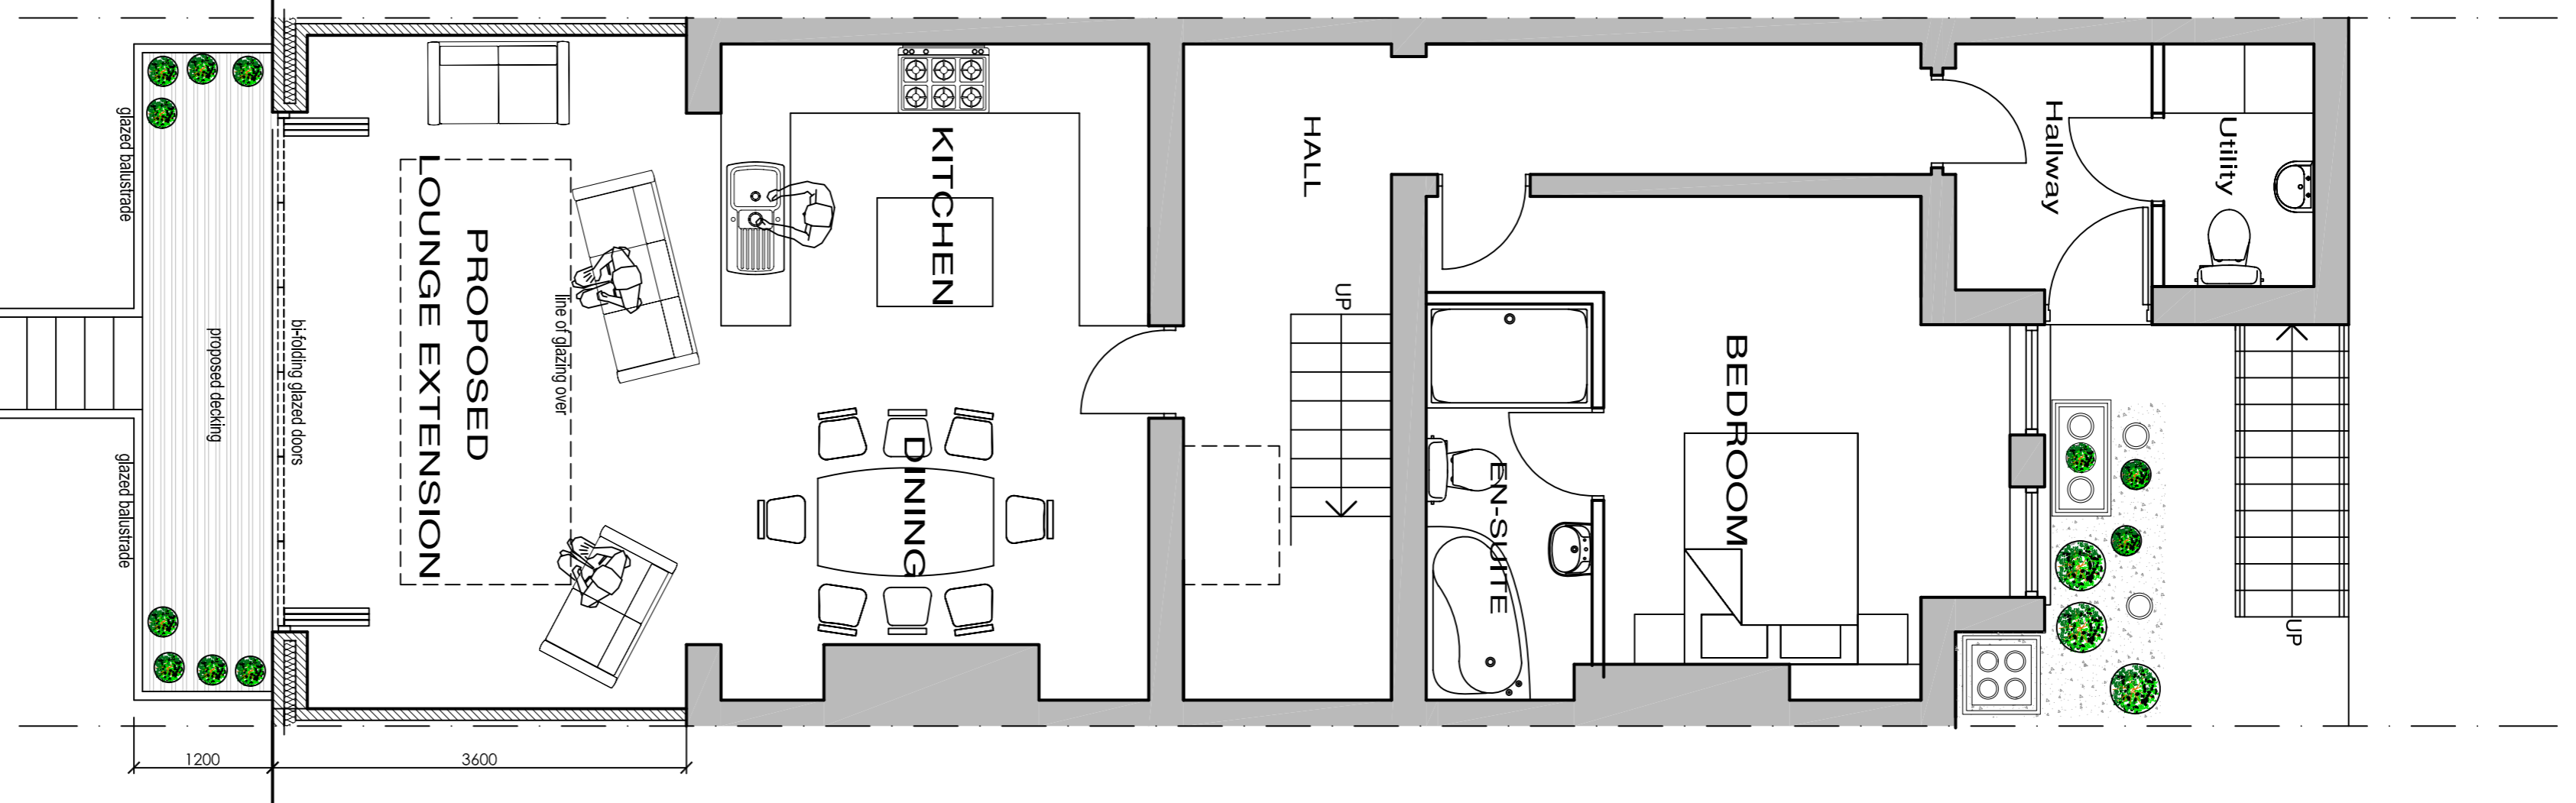 glazed balustrade
glazed balustrade
proposed decking
bi-folding glazed doors
PROPOSED
LOUNGE EXTENSION
line of glazing over
KITCHEN
DINING
HALL
UP
EN-SUITE
BEDROOM
Hallway
Utility
UP
1200
3600